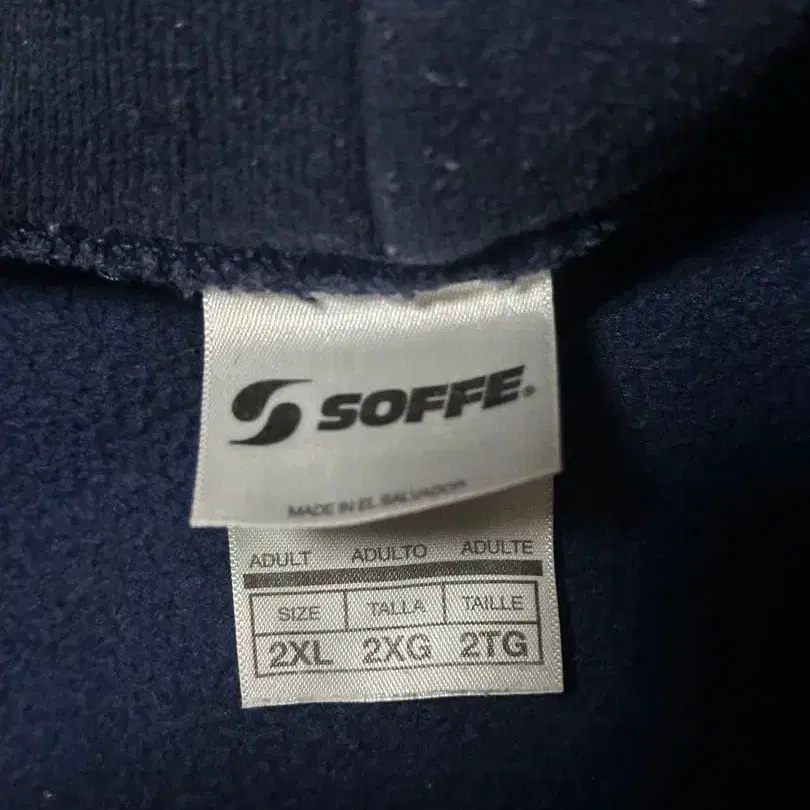 SOFFE®
MADE IN EL SALVADOR
ADULT ADULTO ADULTE
SIZE TALLA TAILLE
2XL 2XG 2TG